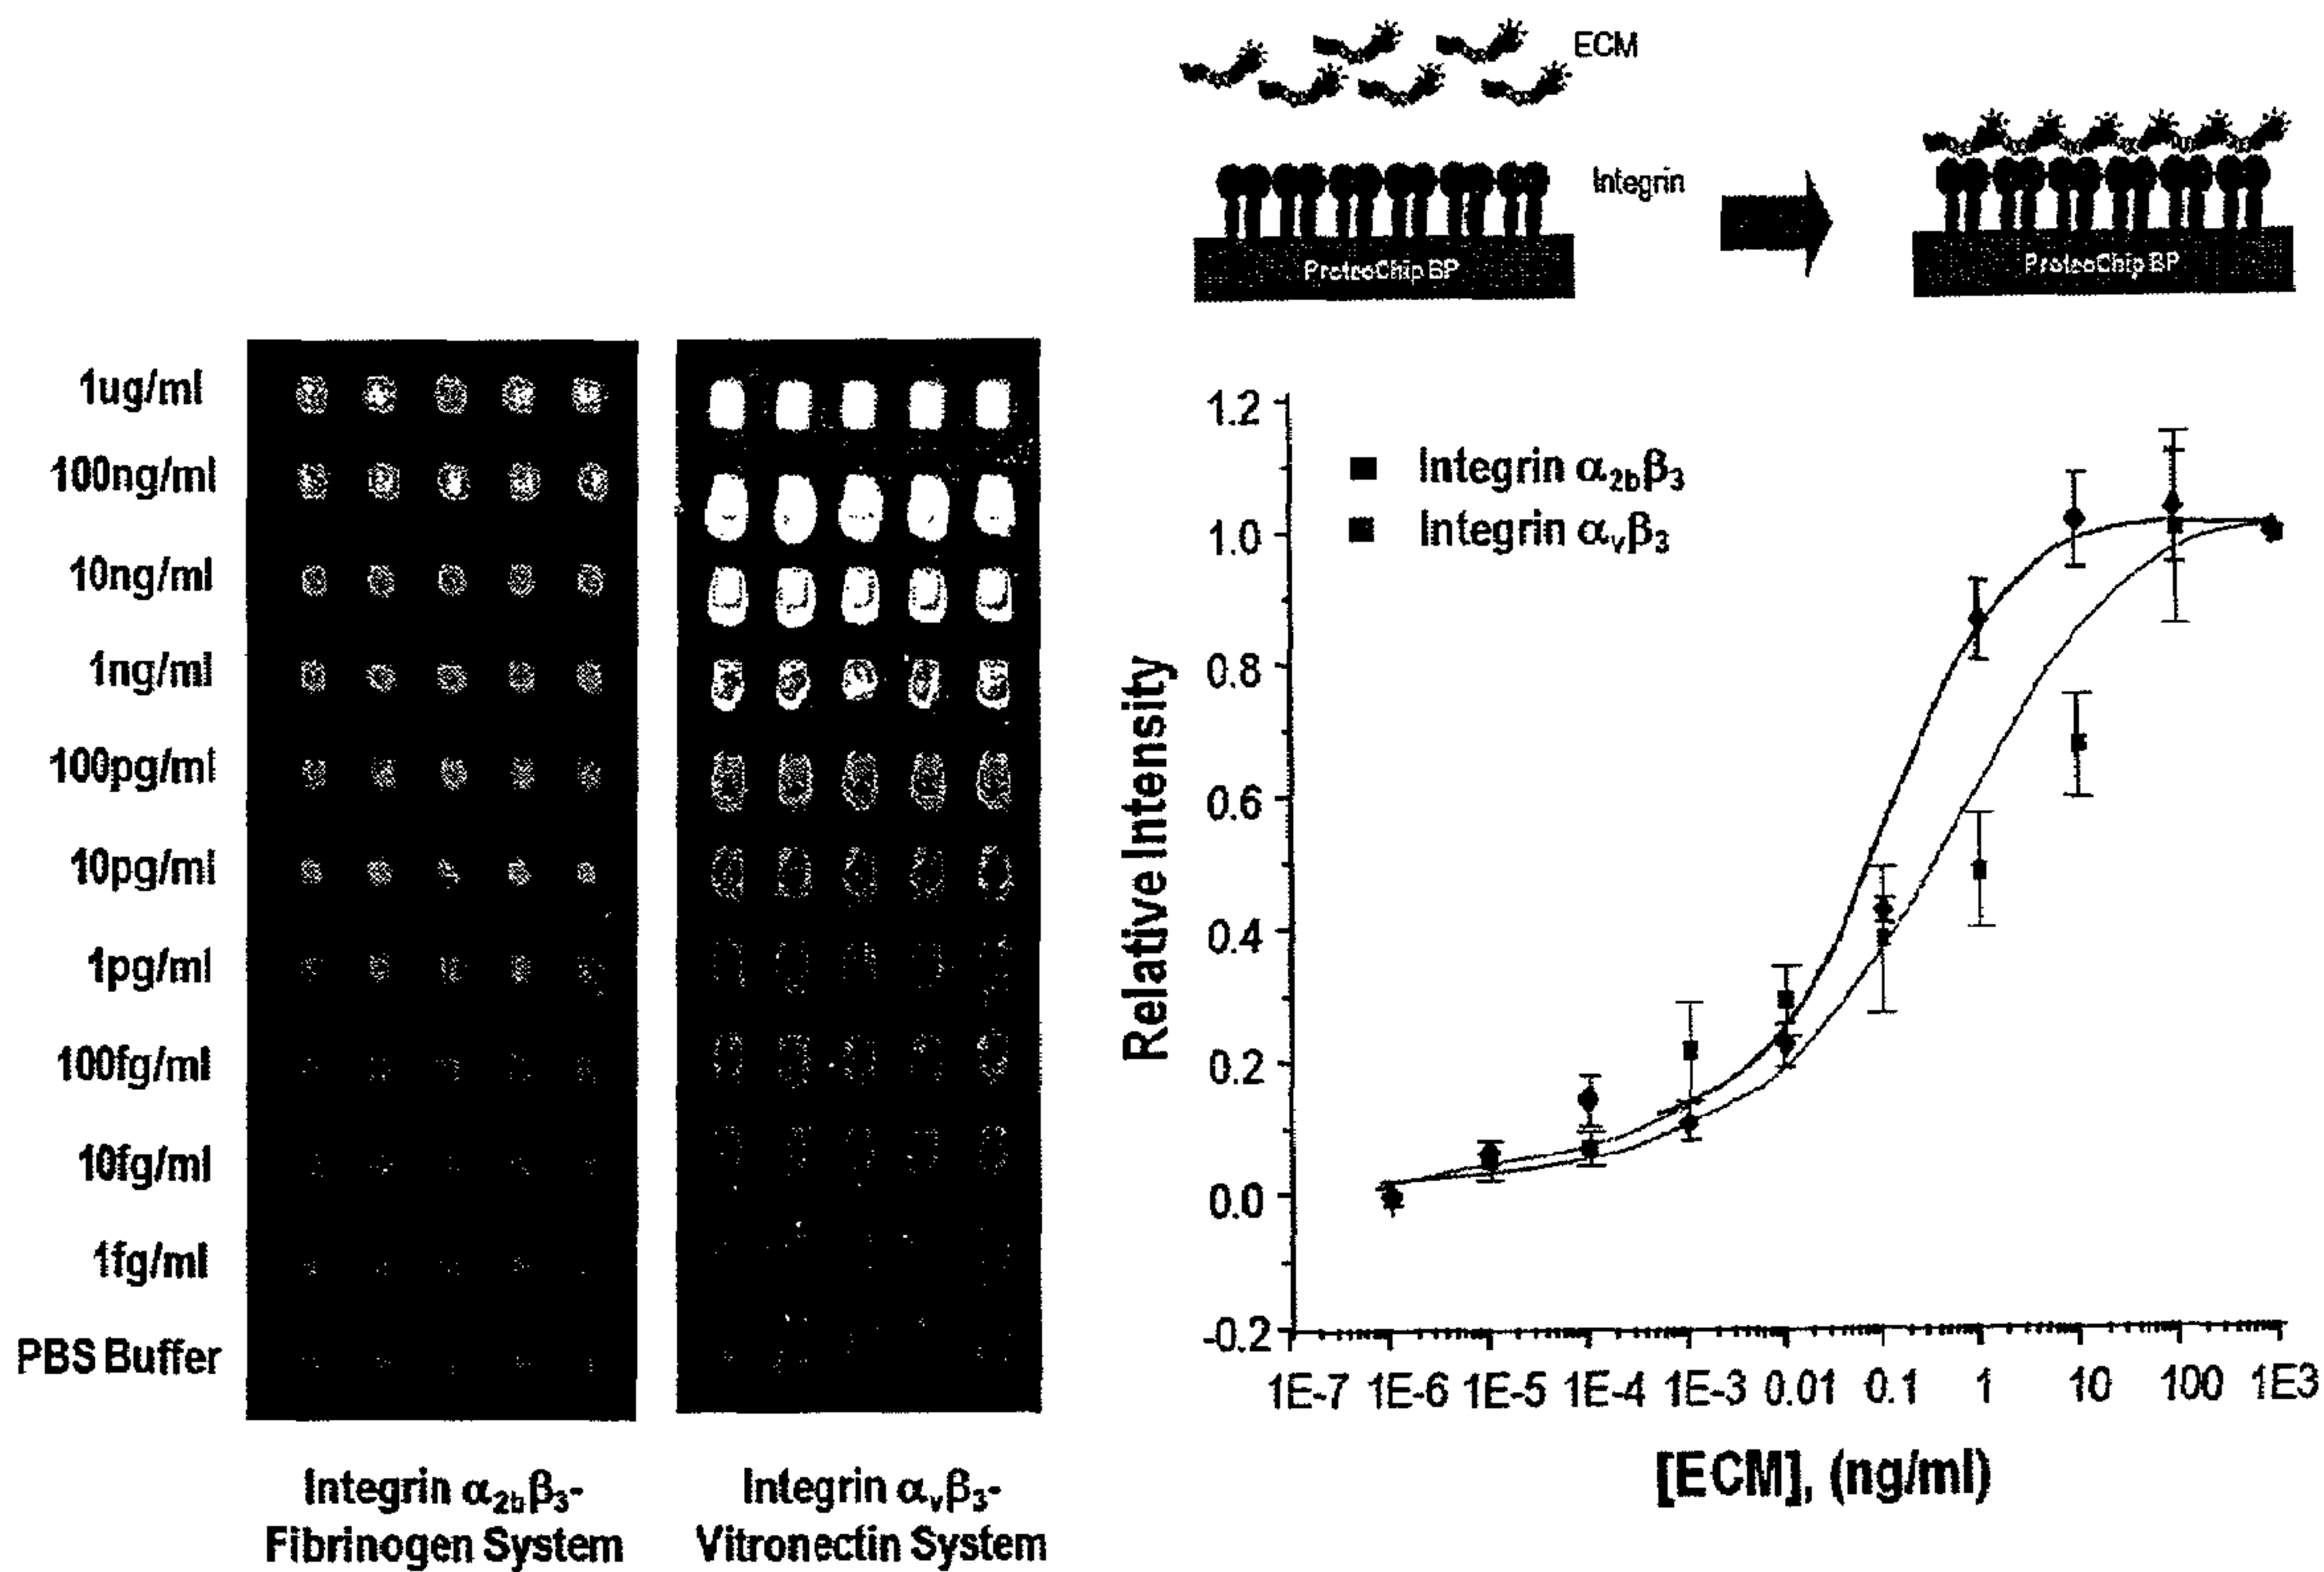 ECM
Integrin
ProteoChip BP
ProteoChip BP
1ug/ml
100ng/ml
10ng/ml
1ng/ml
100pg/ml
10pg/ml
1pg/ml
100fg/ml
10fg/ml
1fg/ml
PBS Buffer
Integrin α2bβ3-
Fibrinogen System
Integrin αvβ3-
Vitronectin System
Relative Intensity
1.2
1.0
0.8
0.6
0.4
0.2
0.0
-0.2
Integrin α2bβ3
Integrin αvβ3
1E-7 1E-6 1E-5 1E-4 1E-3 0.01 0.1 1 10 100 1E3
[ECM], (ng/ml)